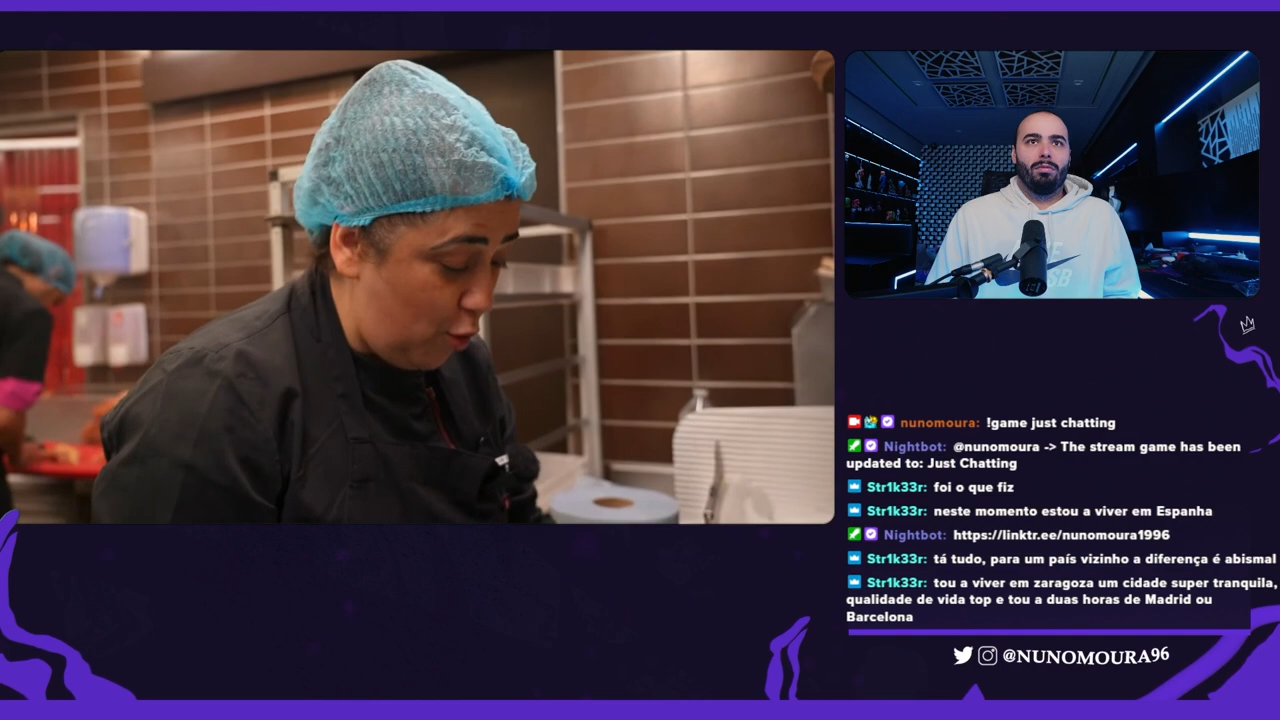 nunomoura: !game just chatting
Nightbot: @nunomoura -> The stream game has been
updated to: Just Chatting
Str1k33r: foi o que fiz
Str1k33r: neste momento estou a viver em Espanha
Nightbot: https://linktr.ee/nunomoura1996
Str1k33r: tá tudo, para um país vizinho a diferença é abismal
Str1k33r: tou a viver em zaragoza um cidade super tranquila,
qualidade de vida top e tou a duas horas de Madrid ou
Barcelona
@NUNOMOURA96